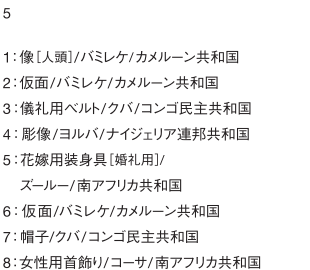 5
1：像［人頭］/バミレケ/カメルーン共和国
2：仮面/バミレケ/カメルーン共和国
3：儀礼用ベルト/クバ/コンゴ民主共和国
4：彫像/ヨルバ/ナイジェリア連邦共和国
5：花嫁用装身具［婚礼用］/
ズールー/南アフリカ共和国
6：仮面/バミレケ/カメルーン共和国
7：帽子/クバ/コンゴ民主共和国
8：女性用首飾り/コーサ/南アフリカ共和国